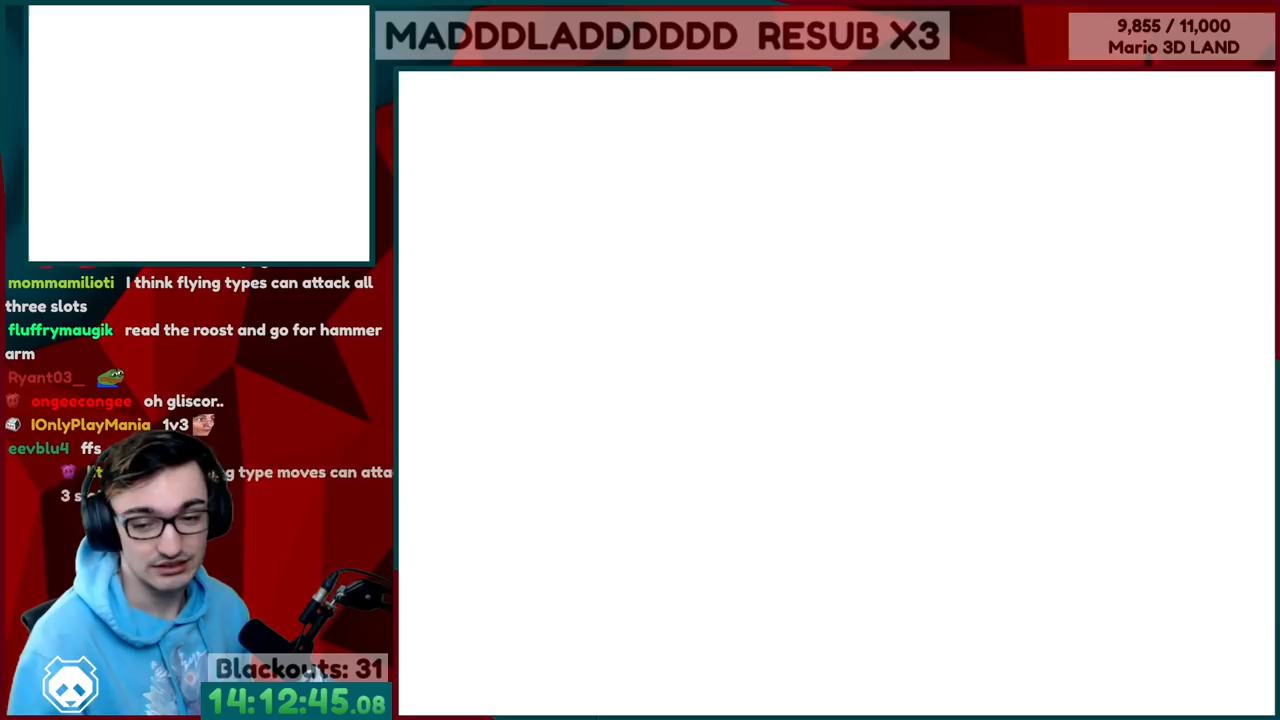 MADDDLADDDDDD RESUB X3
9,855 / 11,000
Mario 3D LAND
mommamilioti I think flying types can attack all
three slots
fluffrymaugik read the roost and go for hammer
arm
Ryant03_
ongeecongee oh gliscor..
IOnlyPlayMania 1v3
eevblu4 ffs
type moves can
3
Blackouts: 31
14:12:45.08